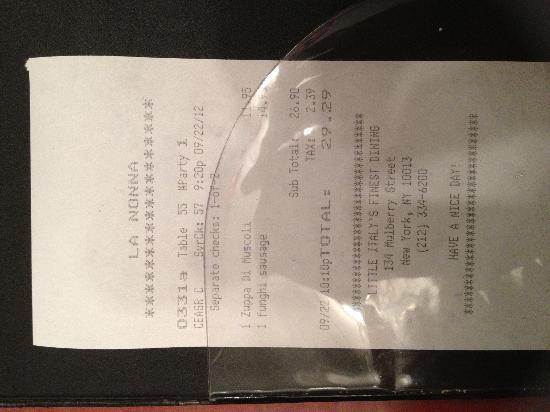 LA NONNA
********************
0331a Table 55 #Party 1
CEASR C SvrCk: 57 9:20p 09/22/12
Separate checks: 1-of-2
1 Zuppa Di Muscoli 11.95
1 funghi sausage 14.95
Sub Total: 26.90
TAX: 2.39
09/22 10:18p TOTAL: 29.29
LITTLE ITALY'S FINEST DINING
134 Mulberry Street
New York, NY 10013
(212) 334-6200
HAVE A NICE DAY!